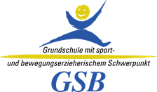 Grundschule mit sport-
und bewegungserzieherischem Schwerpunkt
GSB